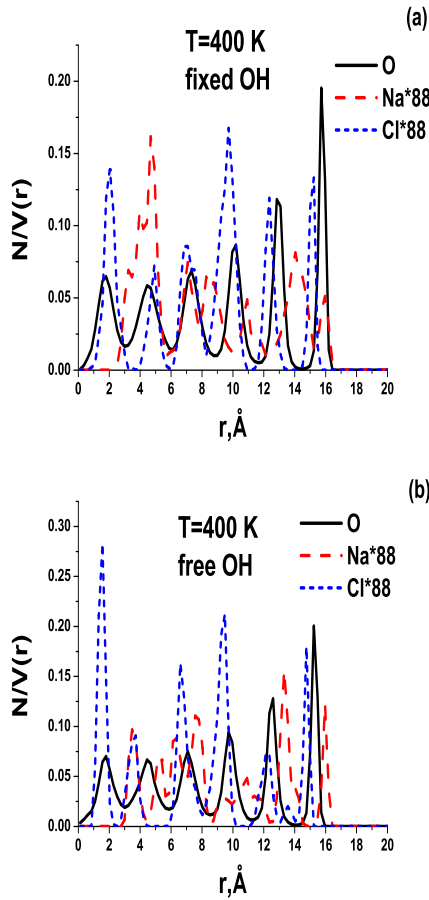 (a)
T=400 K
fixed OH
O
Na*88
Cl*88
N/V(r)
0.20
0.15
0.10
0.05
0.00
0 2 4 6 8 10 12 14 16 18 20
r,Å
(b)
T=400 K
free OH
O
Na*88
Cl*88
N/V(r)
0.30
0.25
0.20
0.15
0.10
0.05
0.00
0 2 4 6 8 10 12 14 16 18 20
r,Å